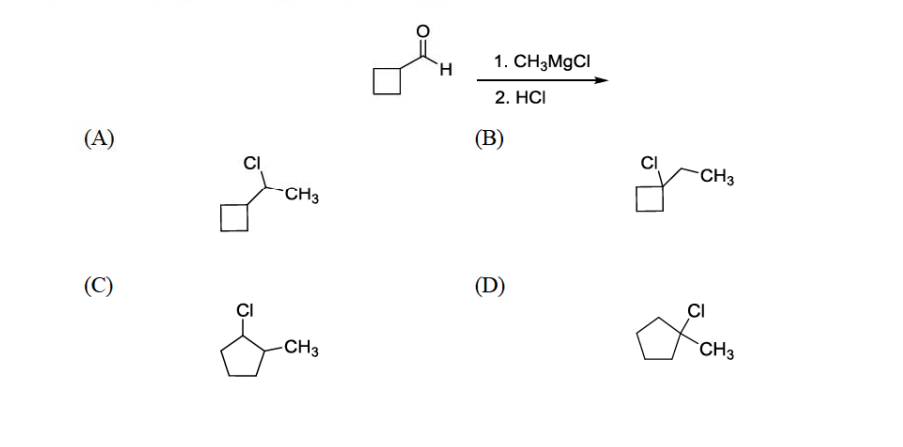 O
H
1. CH₃MgCl
2. HCl
(A)
Cl
CH₃
(B)
Cl
CH₃
(C)
Cl
CH₃
(D)
Cl
CH₃